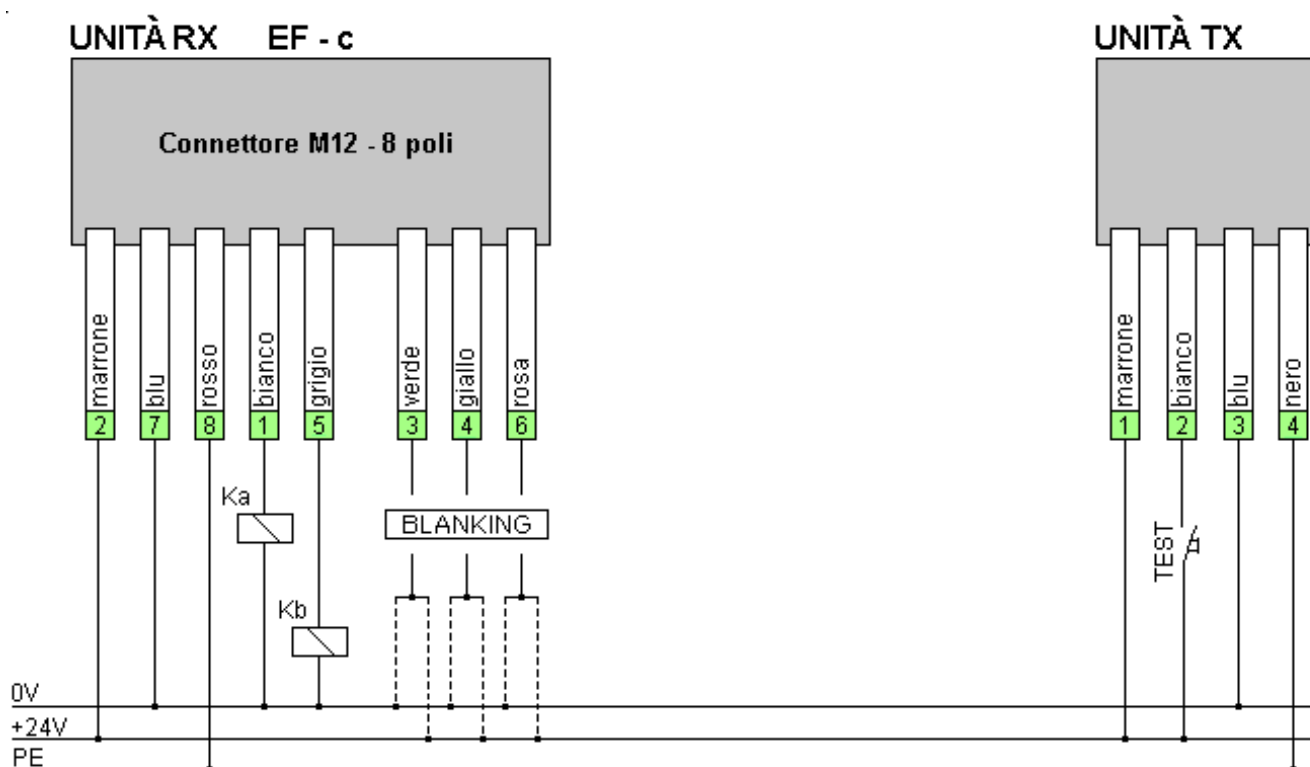 UNITÀ RX EF - c
UNITÀ TX
Connettore M12 - 8 poli
marrone
blu
rosso
bianco
grigio
verde
giallo
rosa
marrone
bianco
blu
nero
2 7 8 1 5 3 4 6
1 2 3 4
Ka
BLANKING
TEST
Kb
0V
+24V
PE